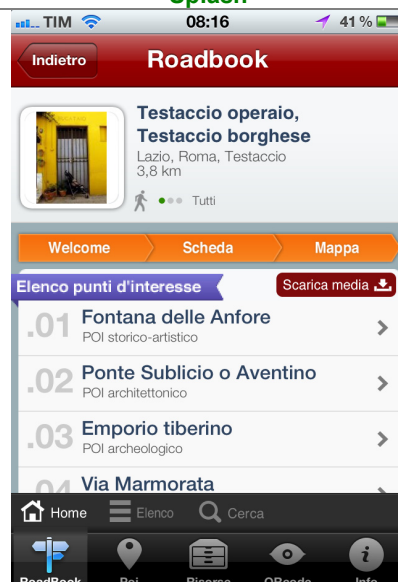 Splash
TIM 08:16 41 %
Indietro Roadbook
Testaccio operaio,
Testaccio borghese
Lazio, Roma, Testaccio
3,8 km
Tutti
Welcome Scheda Mappa
Elenco punti d'interesse Scarica media
.01 Fontana delle Anfore
POI storico-artistico
.02 Ponte Sublicio o Aventino
POI architettonico
.03 Emporio tiberino
POI archeologico
.04 Via Marmorata
Home Elenco Cerca
RoadBook Poi Risorse QRcode Info